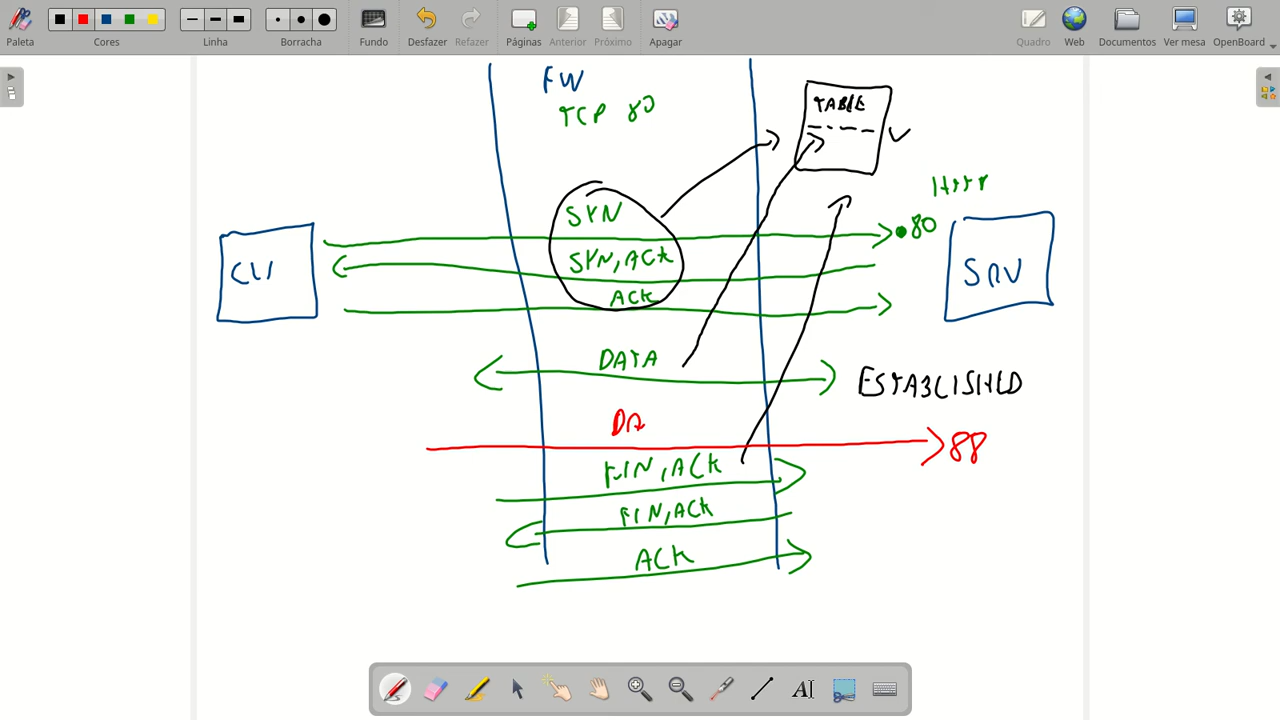 Paleta Cores Linha Borracha Fundo Desfazer Refazer Páginas Anterior Próximo Apagar Quadro Web Documentos Ver mesa OpenBoard
FW
TCP 80
TABLE
HTTP
SYN
80
SYN, ACK
CLI
SRV
ACK
DATA
ESTABLISHED
DA
88
FIN, ACK
FIN, ACK
ACK